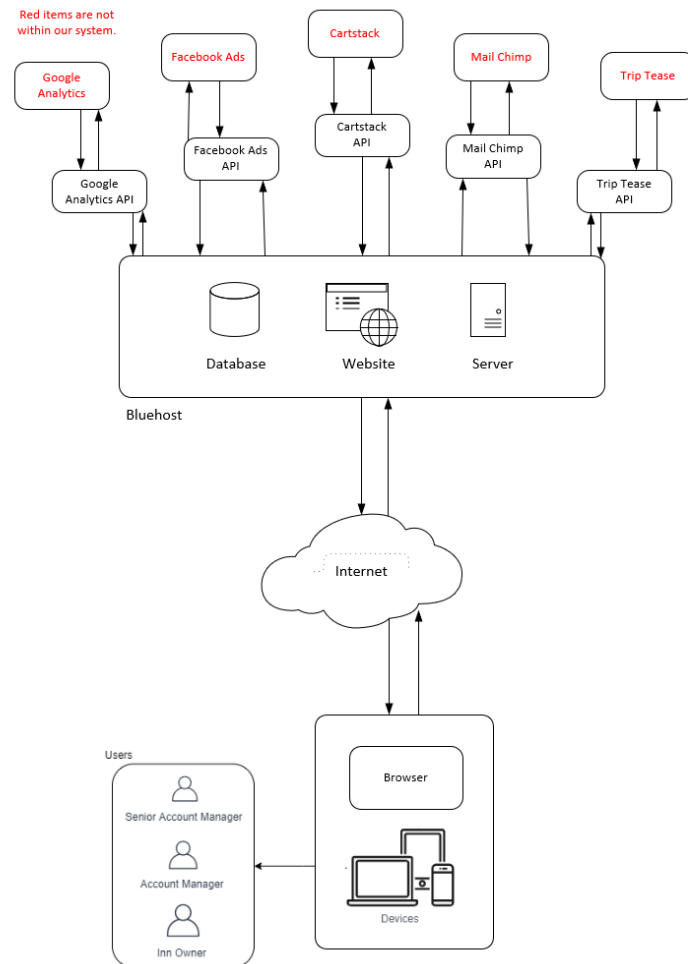 Red items are not
within our system.
Google
Analytics
Facebook Ads
Cartstack
Mail Chimp
Trip Tease
Google
Analytics API
Facebook Ads
API
Cartstack
API
Mail Chimp
API
Trip Tease
API
Database
Website
Server
Bluehost
Internet
Browser
Devices
Users
Senior Account Manager
Account Manager
Inn Owner